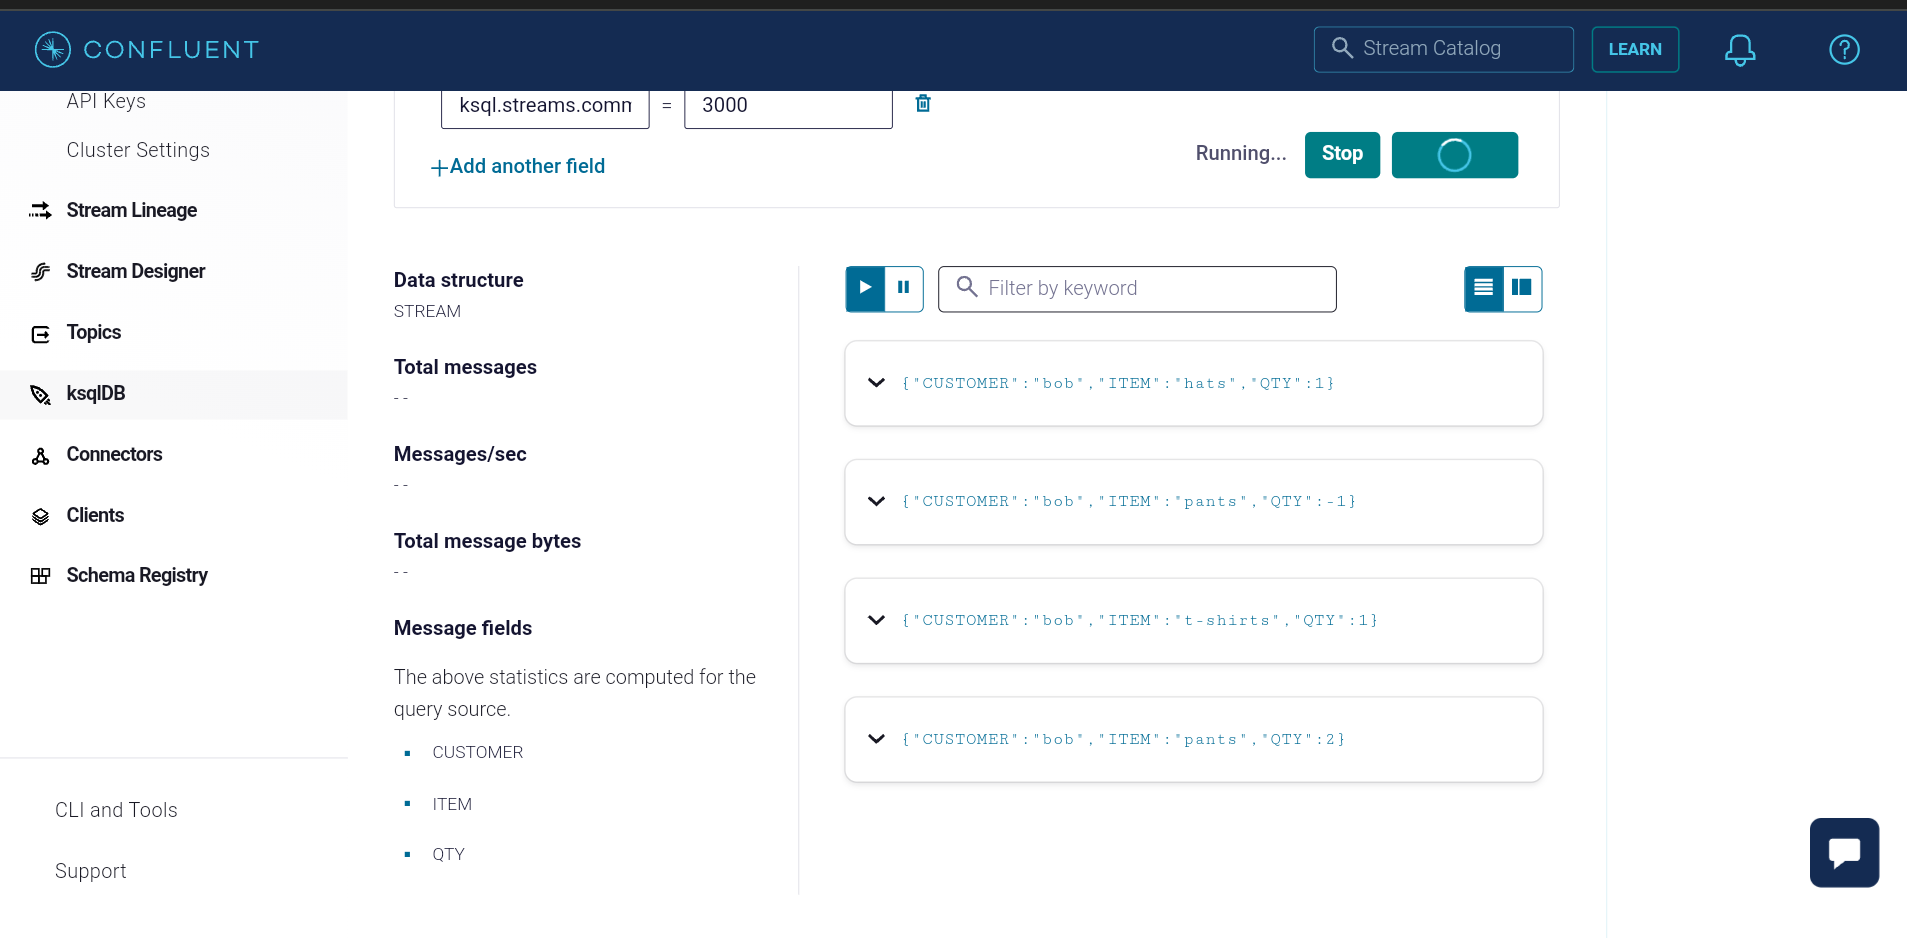 CONFLUENT
Stream Catalog
LEARN
API Keys
Cluster Settings
Stream Lineage
Stream Designer
Topics
ksqlDB
Connectors
Clients
Schema Registry
CLI and Tools
Support
ksql.streams.comm = 3000
Add another field
Running...
Stop
Data structure
STREAM
Total messages
--
Messages/sec
--
Total message bytes
--
Message fields
The above statistics are computed for the
query source.
CUSTOMER
ITEM
QTY
Filter by keyword
{"CUSTOMER":"bob","ITEM":"hats","QTY":1}
{"CUSTOMER":"bob","ITEM":"pants","QTY":-1}
{"CUSTOMER":"bob","ITEM":"t-shirts","QTY":1}
{"CUSTOMER":"bob","ITEM":"pants","QTY":2}